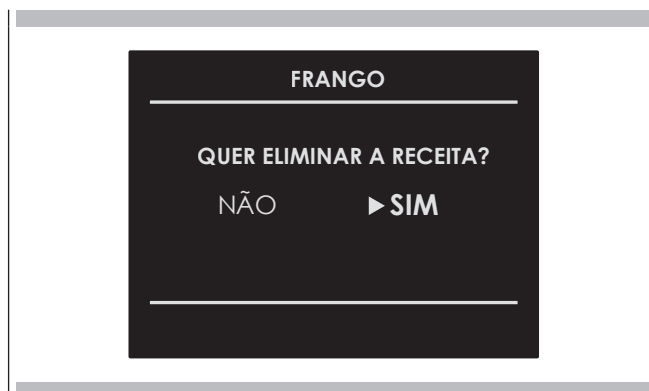 FRANGO
QUER ELIMINAR A RECEITA?
NÃO ▶SIM